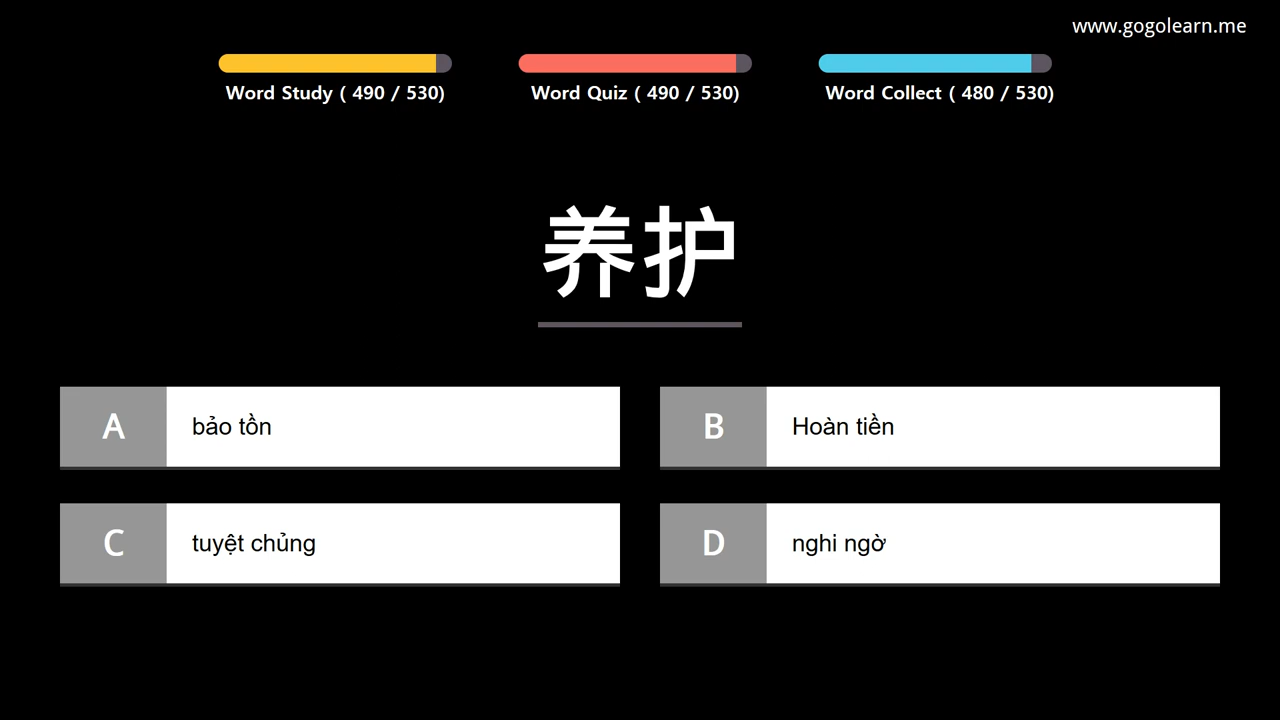 www.gogolearn.me
Word Study ( 490 / 530)
Word Quiz ( 490 / 530)
Word Collect ( 480 / 530)
养护
A bảo tồn
B Hoàn tiền
C tuyệt chủng
D nghi ngờ